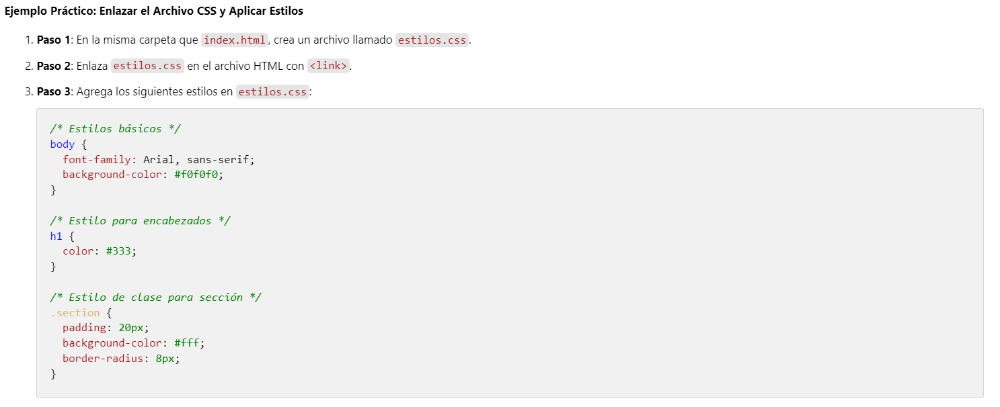 Ejemplo Práctico: Enlazar el Archivo CSS y Aplicar Estilos
1. Paso 1: En la misma carpeta que index.html, crea un archivo llamado estilos.css.
2. Paso 2: Enlaza estilos.css en el archivo HTML con <link>.
3. Paso 3: Agrega los siguientes estilos en estilos.css:
/* Estilos básicos */
body {
  font-family: Arial, sans-serif;
  background-color: #f0f0f0;
}
/* Estilo para encabezados */
h1 {
  color: #333;
}
/* Estilo de clase para sección */
.section {
  padding: 20px;
  background-color: #fff;
  border-radius: 8px;
}